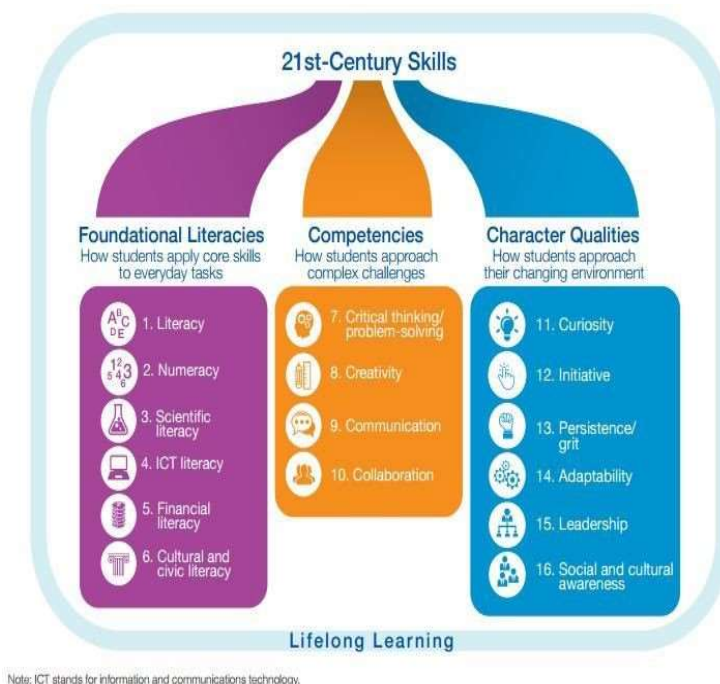 21st-Century Skills
Foundational Literacies
How students apply core skills
to everyday tasks
ABCDE
1. Literacy
123456
2. Numeracy
3. Scientific
literacy
4. ICT literacy
5. Financial
literacy
6. Cultural and
civic literacy
Competencies
How students approach
complex challenges
7. Critical thinking/
problem-solving
8. Creativity
9. Communication
10. Collaboration
Character Qualities
How students approach
their changing environment
11. Curiosity
12. Initiative
13. Persistence/
grit
14. Adaptability
15. Leadership
16. Social and cultural
awareness
Lifelong Learning
Note: ICT stands for information and communications technology.